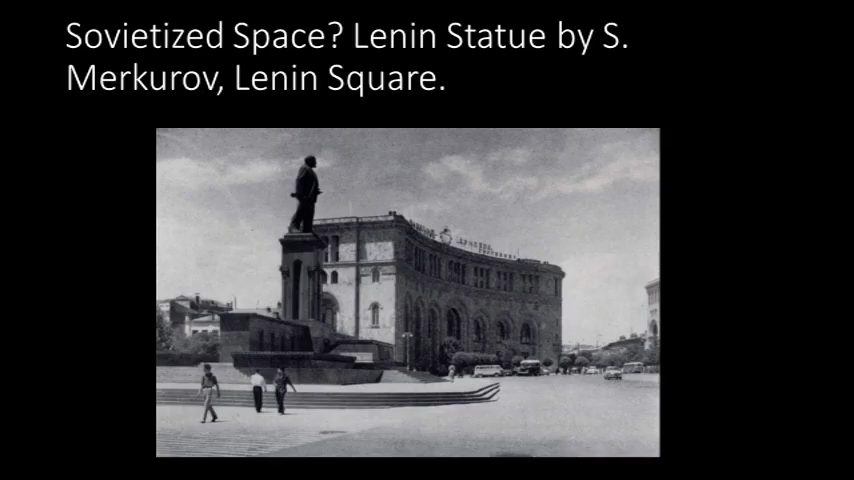 Sovietized Space? Lenin Statue by S.
Merkurov, Lenin Square.